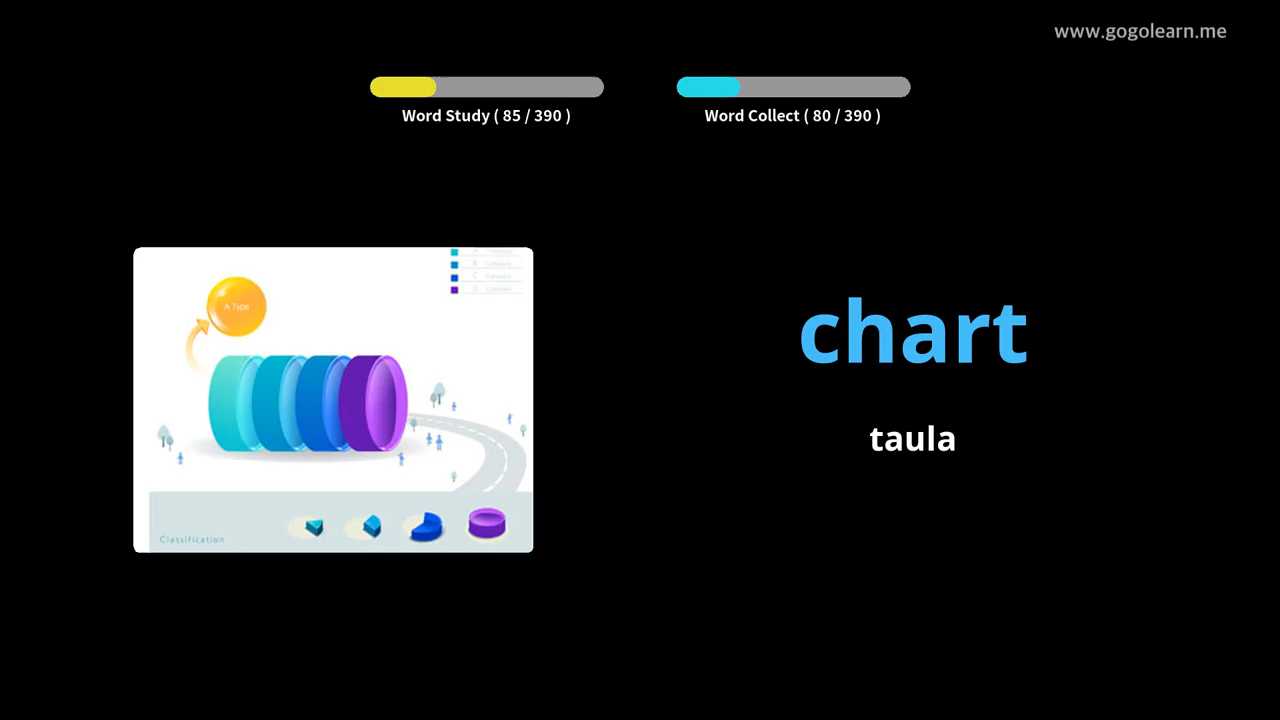 www.gogolearn.me
Word Study ( 85 / 390 )
Word Collect ( 80 / 390 )
A Type
B
C
chart
taula
Classification